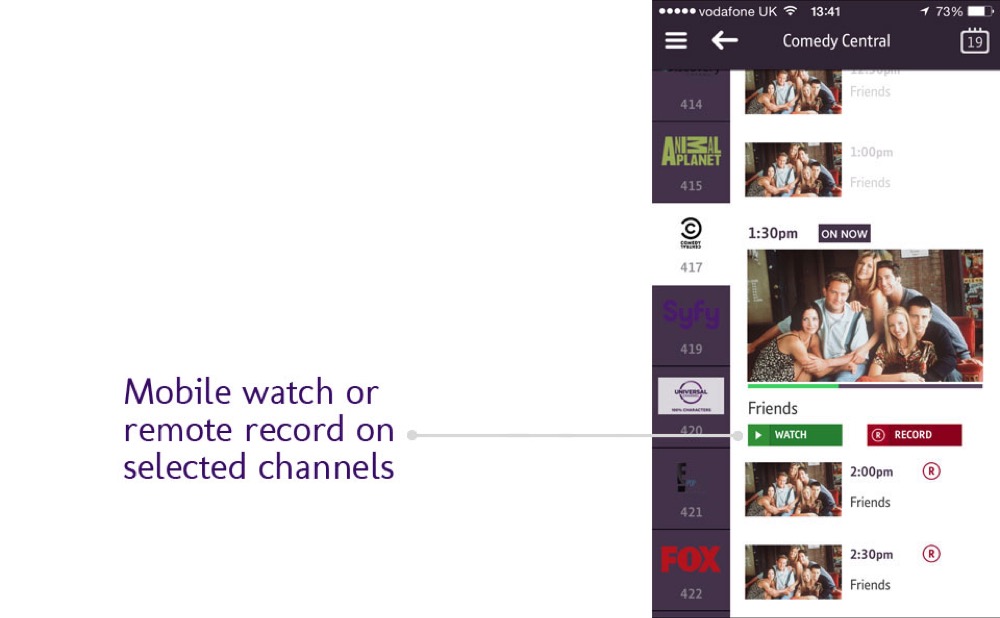 vodafone UK 13:41 73%
Comedy Central 19
414
12:30pm
Friends
ANIMAL
PLANET
415
1:00pm
Friends
COMEDY
CENTRAL
417
1:30pm ON NOW
Syfy
419
UNIVERSAL
100% CHARACTERS
420
Friends
WATCH R RECORD
Mobile watch or
remote record on
selected channels
421
2:00pm R
Friends
FOX
422
2:30pm R
Friends